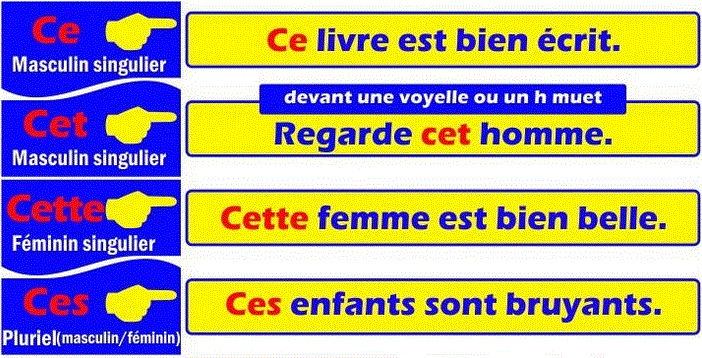 Ce
Masculin singulier
Ce livre est bien écrit.
Cet
Masculin singulier
devant une voyelle ou un h muet
Regarde cet homme.
Cette
Féminin singulier
Cette femme est bien belle.
Ces
Pluriel(masculin/féminin)
Ces enfants sont bruyants.